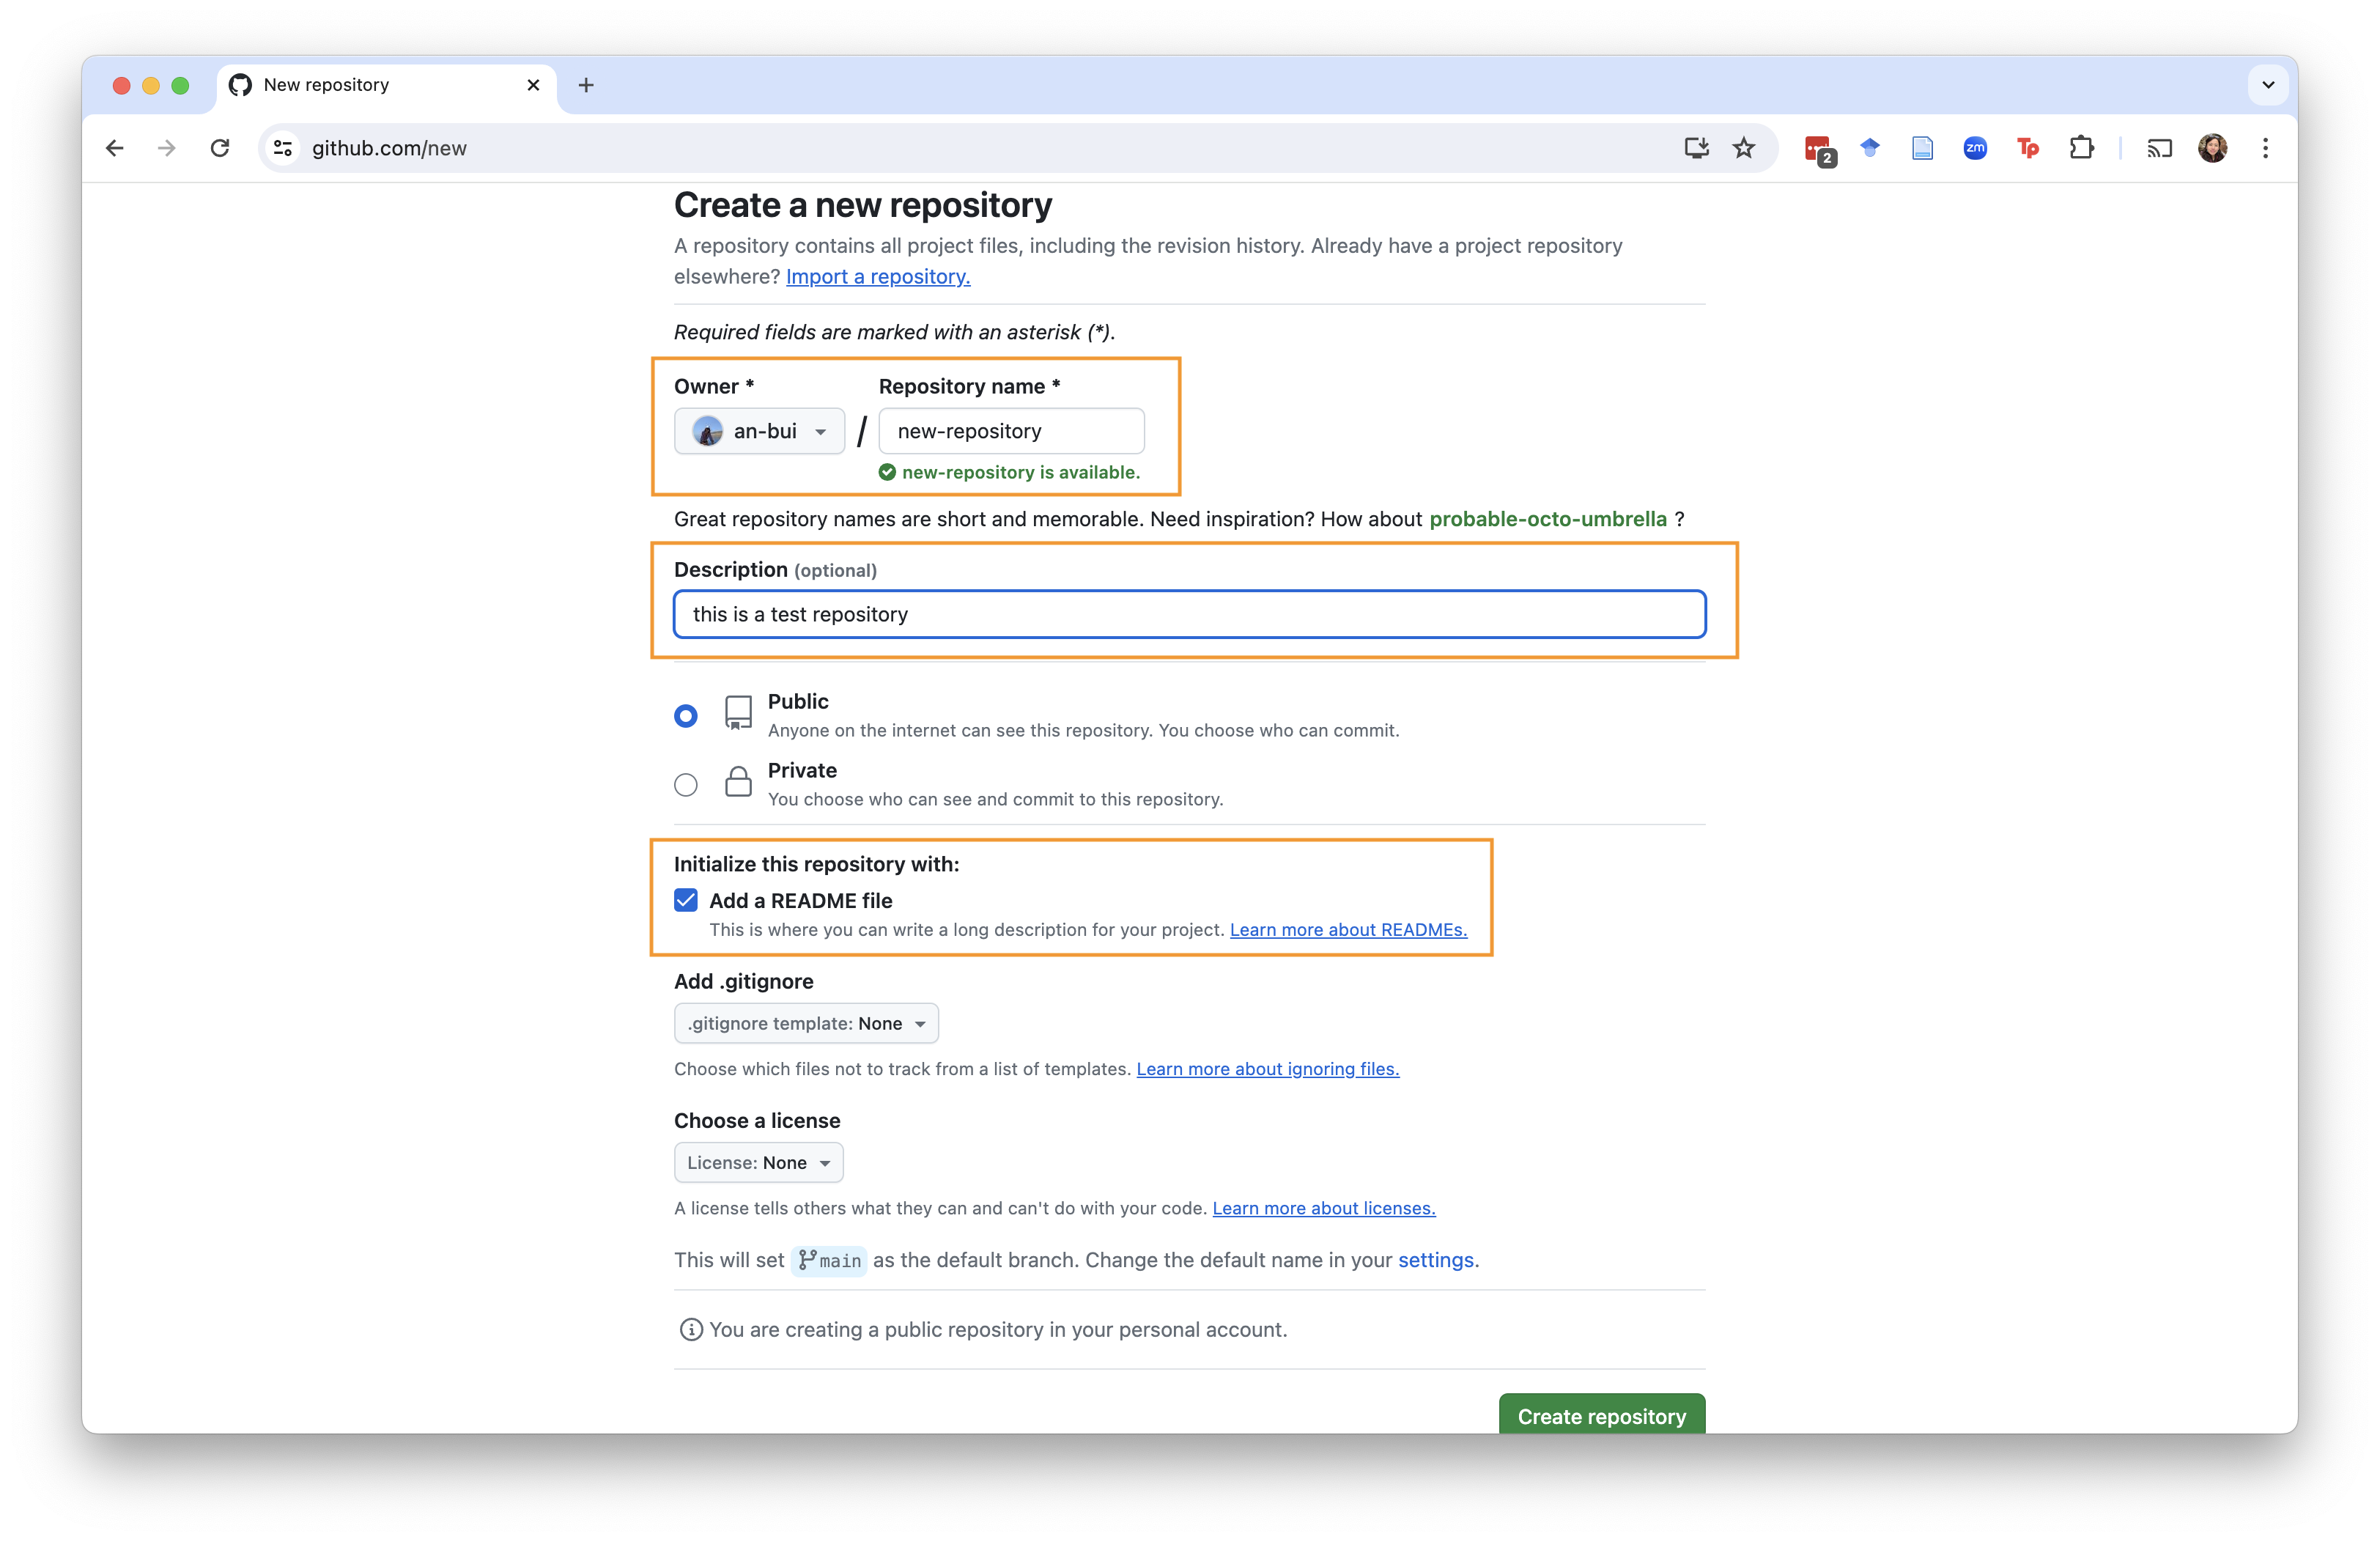 New repository
github.com/new
2
zm
Tp
Create a new repository
A repository contains all project files, including the revision history. Already have a project repository
elsewhere? Import a repository.
Required fields are marked with an asterisk (*).
Owner * Repository name *
an-bui / new-repository
new-repository is available.
Great repository names are short and memorable. Need inspiration? How about probable-octo-umbrella ?
Description (optional)
this is a test repository
Public
Anyone on the internet can see this repository. You choose who can commit.
Private
You choose who can see and commit to this repository.
Initialize this repository with:
Add a README file
This is where you can write a long description for your project. Learn more about READMEs.
Add .gitignore
.gitignore template: None
Choose which files not to track from a list of templates. Learn more about ignoring files.
Choose a license
License: None
A license tells others what they can and can't do with your code. Learn more about licenses.
This will set main as the default branch. Change the default name in your settings.
You are creating a public repository in your personal account.
Create repository